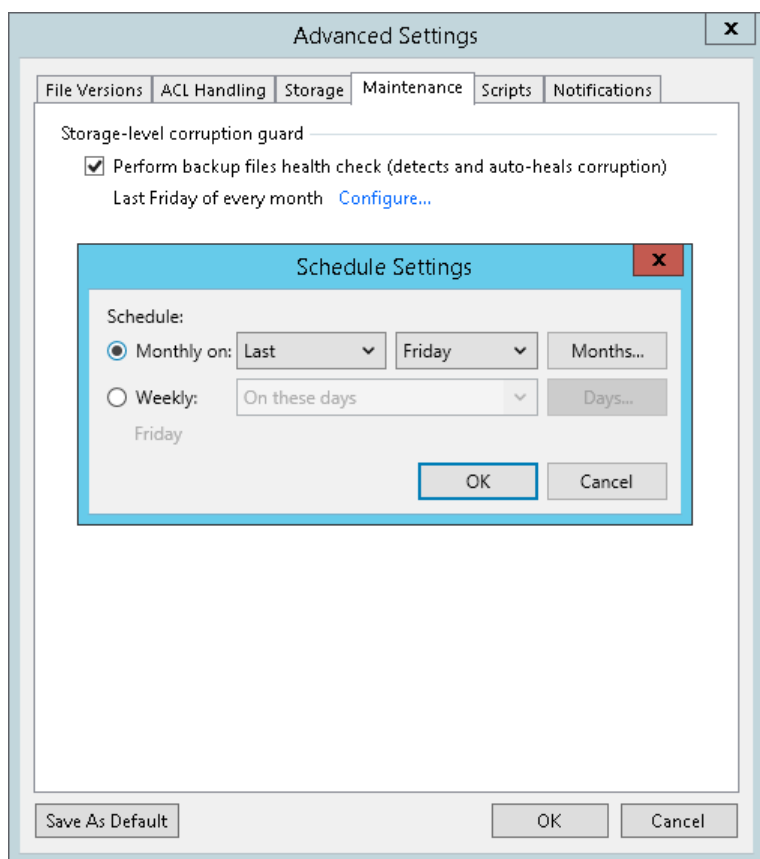 Advanced Settings
X
File Versions ACL Handling Storage Maintenance Scripts Notifications
Storage-level corruption guard
Perform backup files health check (detects and auto-heals corruption)
Last Friday of every month Configure...
Schedule Settings
X
Schedule:
Monthly on: Last Friday Months...
Weekly: On these days Days...
Friday
OK Cancel
Save As Default OK Cancel